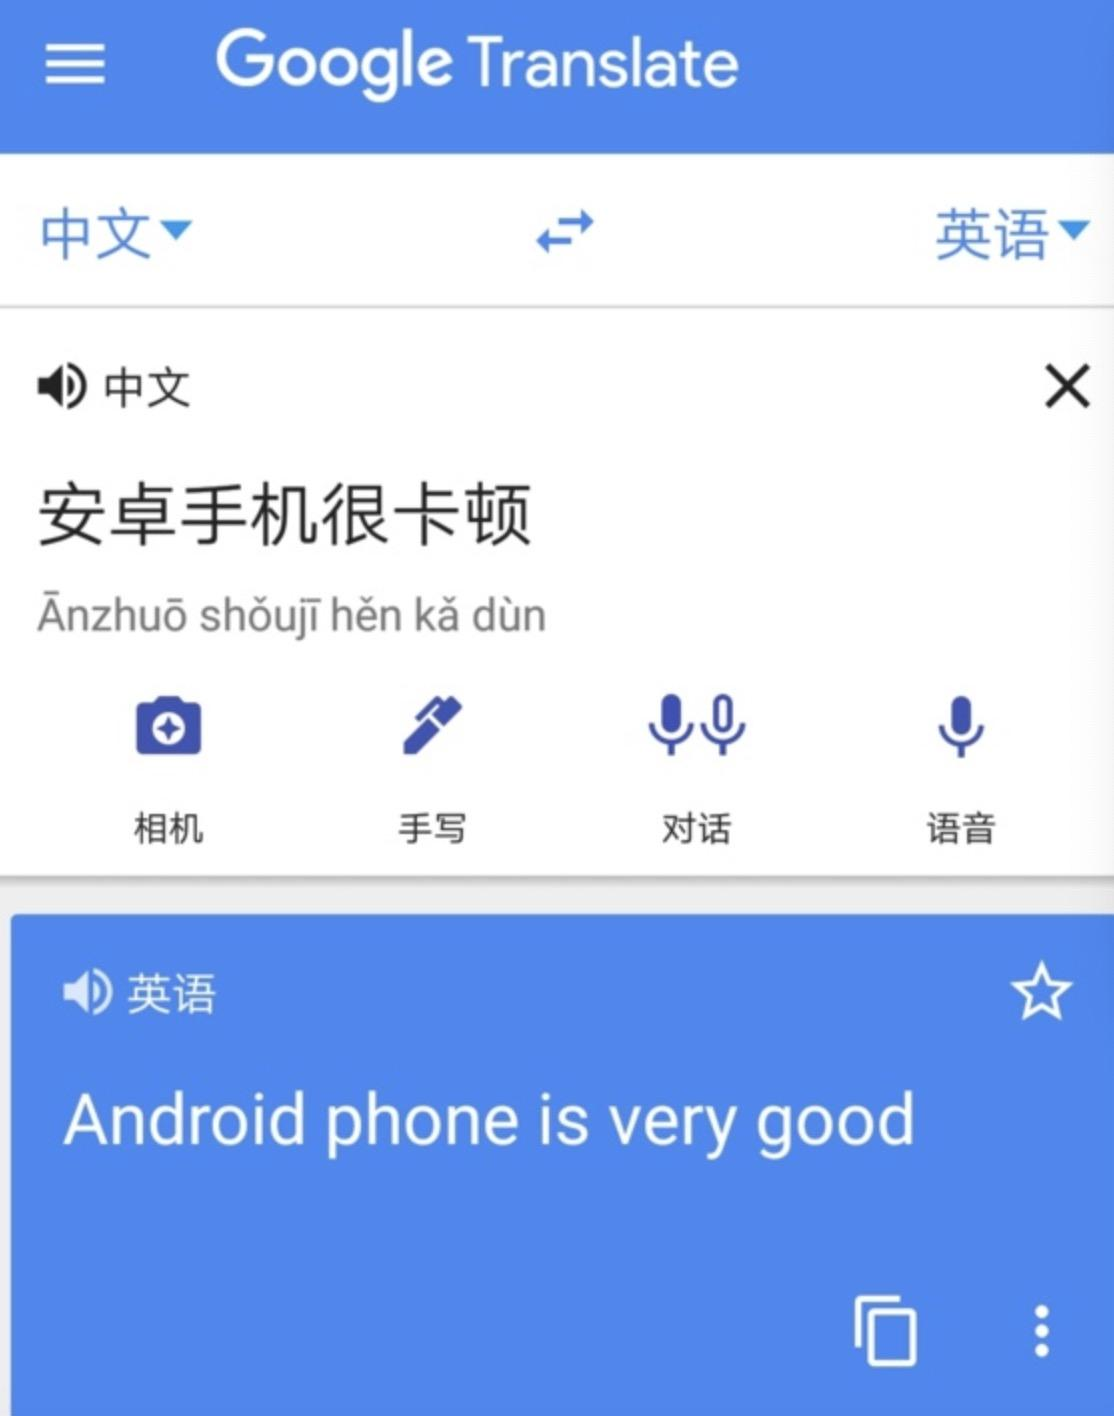 Google Translate
中文 英语
中文
安卓手机很卡顿
Ānzhuō shǒujī hěn kǎ dùn
相机 手写 对话 语音
英语
Android phone is very good